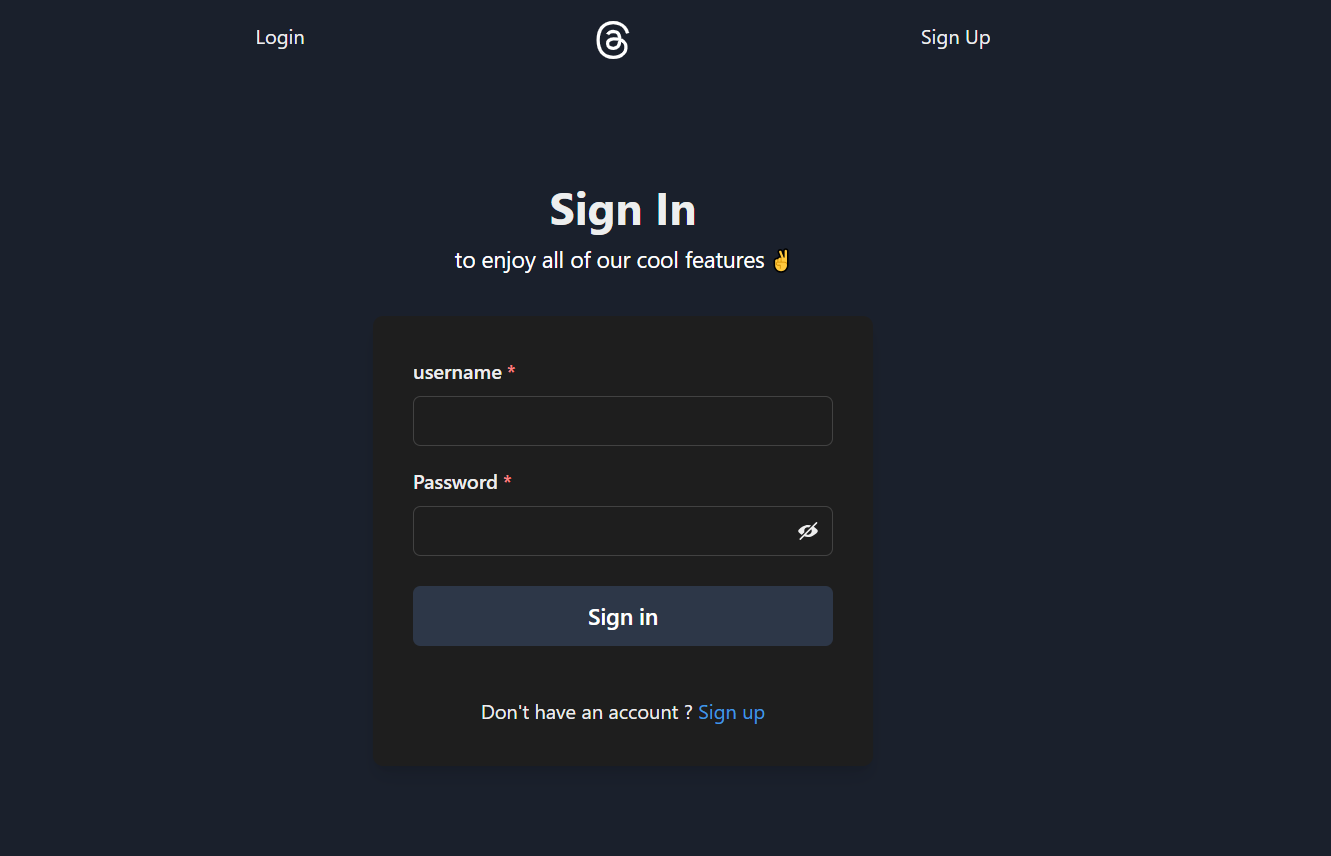 Login
Sign Up
Sign In
to enjoy all of our cool features ✌️
username *
Password *
Sign in
Don't have an account ? Sign up